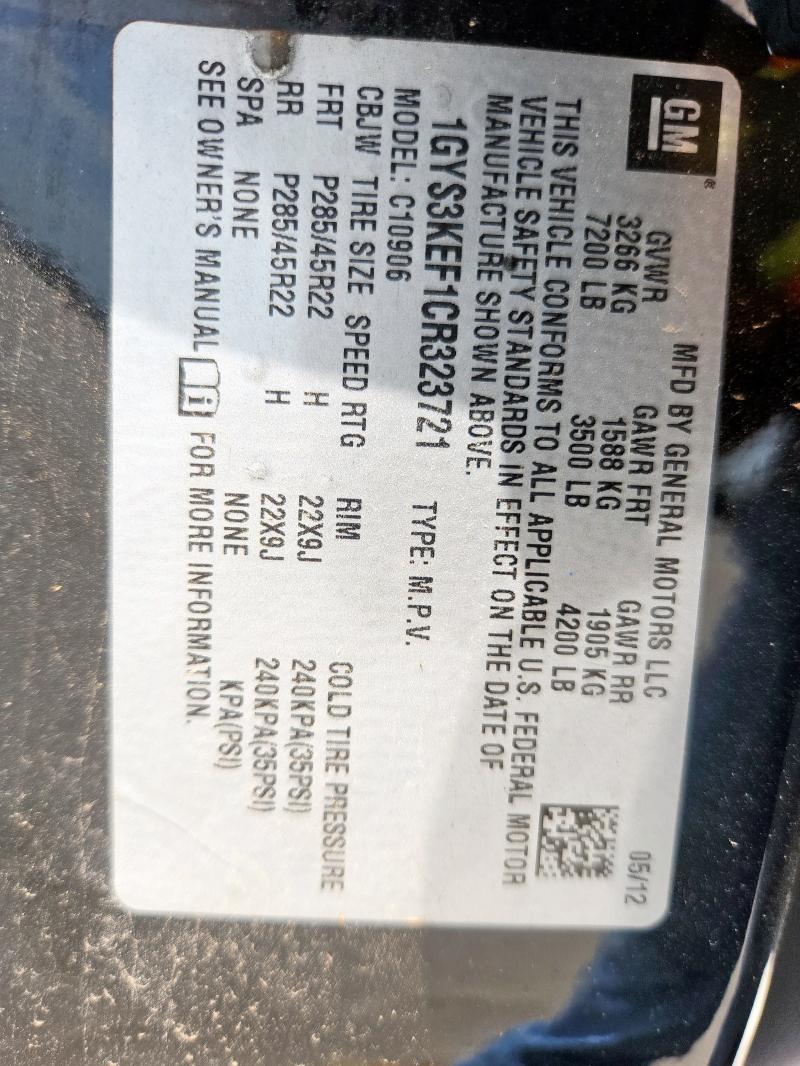 GM®
MFD BY GENERAL MOTORS LLC 05/12
GVWR GAWR FRT GAWR RR
3266 KG 1588 KG 1905 KG
7200 LB 3500 LB 4200 LB
THIS VEHICLE CONFORMS TO ALL APPLICABLE U.S. FEDERAL MOTOR
VEHICLE SAFETY STANDARDS IN EFFECT ON THE DATE OF
MANUFACTURE SHOWN ABOVE.
1GYS3KEF1CR323721 TYPE: M.P.V.
MODEL: C10906
CBJW TIRE SIZE SPEED RTG RIM COLD TIRE PRESSURE
FRT P285/45R22 H 22X9J 240KPA(35PSI)
RR P285/45R22 H 22X9J 240KPA(35PSI)
SPA NONE NONE KPA(PSI)
SEE OWNER'S MANUAL FOR MORE INFORMATION.